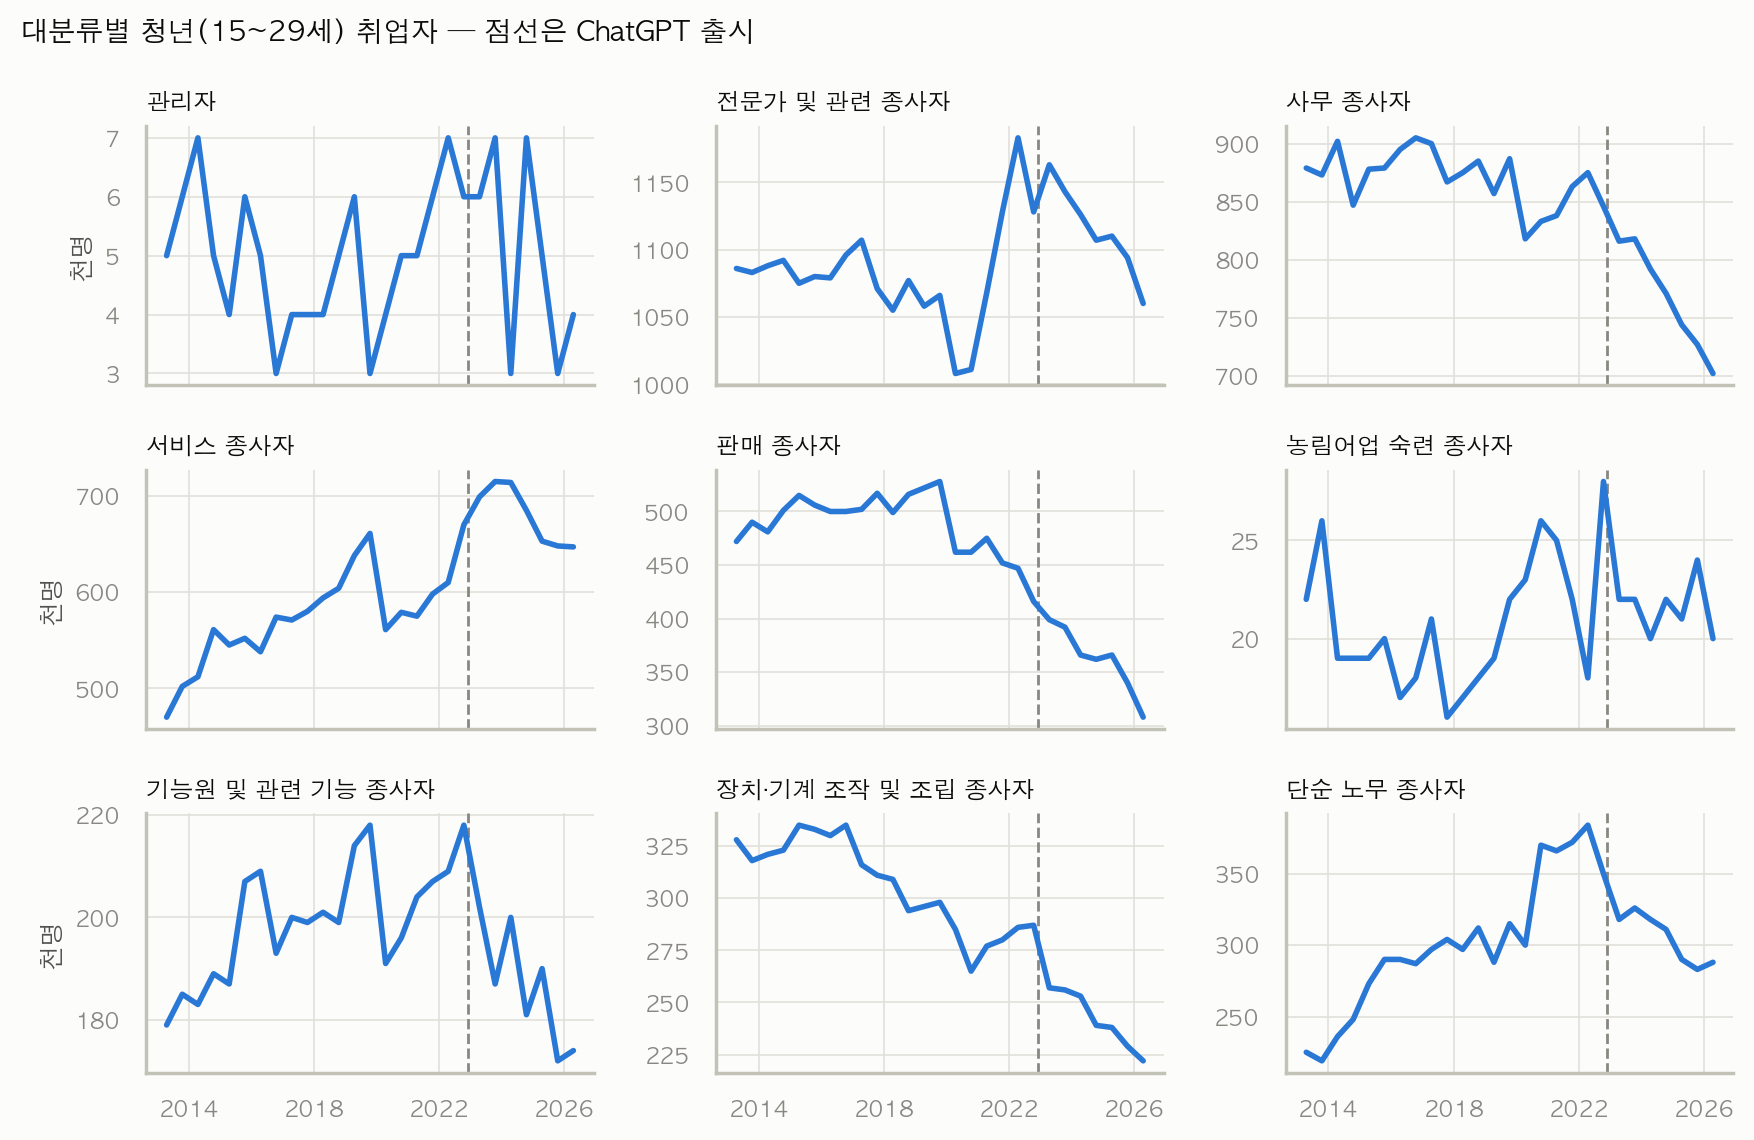 대분류별 청년(15~29세) 취업자 — 점선은 ChatGPT 출시
관리자
천명
7
6
5
4
3
전문가 및 관련 종사자
1150
1100
1050
1000
사무 종사자
900
850
800
750
700
서비스 종사자
천명
700
600
500
판매 종사자
500
450
400
350
300
농림어업 숙련 종사자
25
20
기능원 및 관련 기능 종사자
천명
220
200
180
2014 2018 2022 2026
장치·기계 조작 및 조립 종사자
325
300
275
250
225
2014 2018 2022 2026
단순 노무 종사자
350
300
250
2014 2018 2022 2026